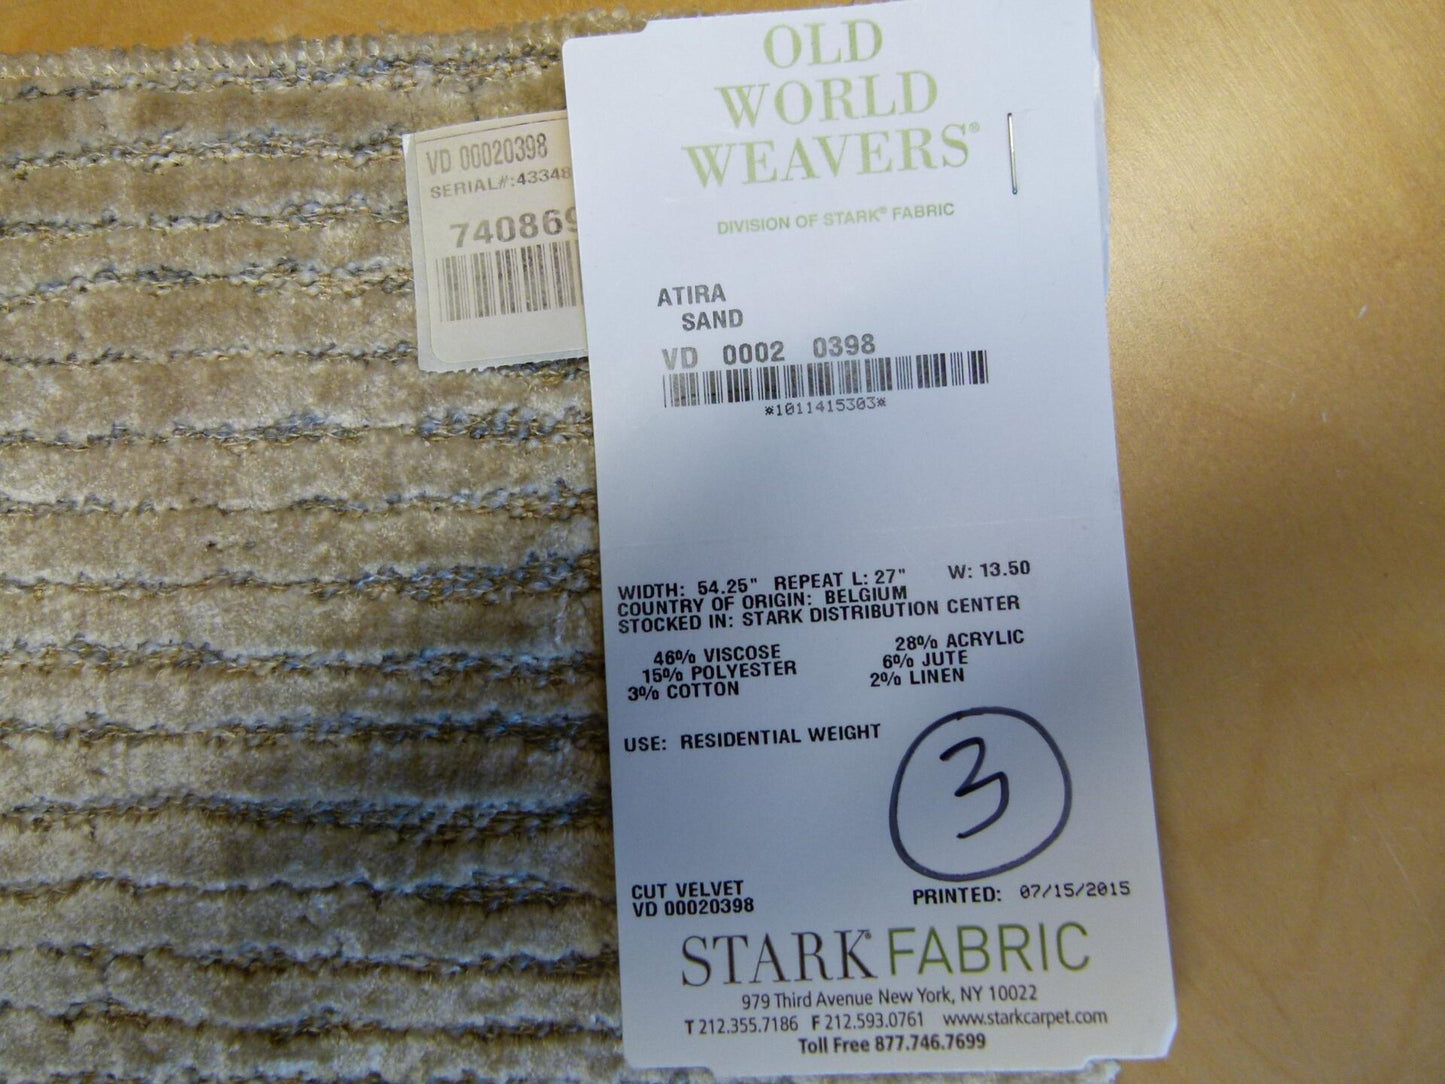 VD 00020398
SERIAL#:43348
740869
OLD
WORLD
WEAVERS®
DIVISION OF STARK® FABRIC
ATIRA
SAND
VD 0002 0398
*1011415303*
WIDTH: 54.25" REPEAT L: 27" W: 13.50
COUNTRY OF ORIGIN: BELGIUM
STOCKED IN: STARK DISTRIBUTION CENTER
46% VISCOSE 28% ACRYLIC
15% POLYESTER 6% JUTE
3% COTTON 2% LINEN
USE: RESIDENTIAL WEIGHT
3
CUT VELVET
VD 00020398
PRINTED: 07/15/2015
STARK® FABRIC
979 Third Avenue New York, NY 10022
T 212.355.7186 F 212.593.0761 www.starkcarpet.com
Toll Free 877.746.7699